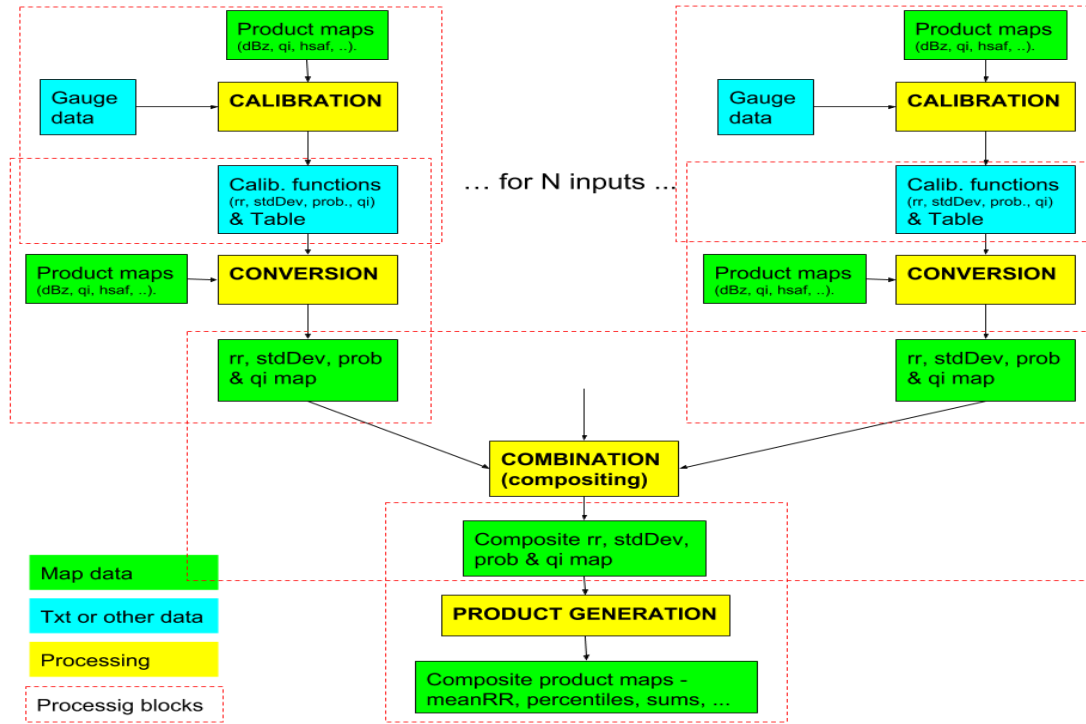 Product maps
(dBz, qi, hsaf, ..).
Gauge
data
CALIBRATION
Calib. functions
(rr, stdDev, prob., qi)
& Table
Product maps
(dBz, qi, hsaf, ..).
CONVERSION
rr, stdDev, prob
& qi map
... for N inputs ...
Product maps
(dBz, qi, hsaf, ..).
Gauge
data
CALIBRATION
Calib. functions
(rr, stdDev, prob., qi)
& Table
Product maps
(dBz, qi, hsaf, ..).
CONVERSION
rr, stdDev, prob
& qi map
COMBINATION
(compositing)
Composite rr, stdDev,
prob & qi map
PRODUCT GENERATION
Composite product maps -
meanRR, percentiles, sums, ...
Map data
Txt or other data
Processing
Processig blocks